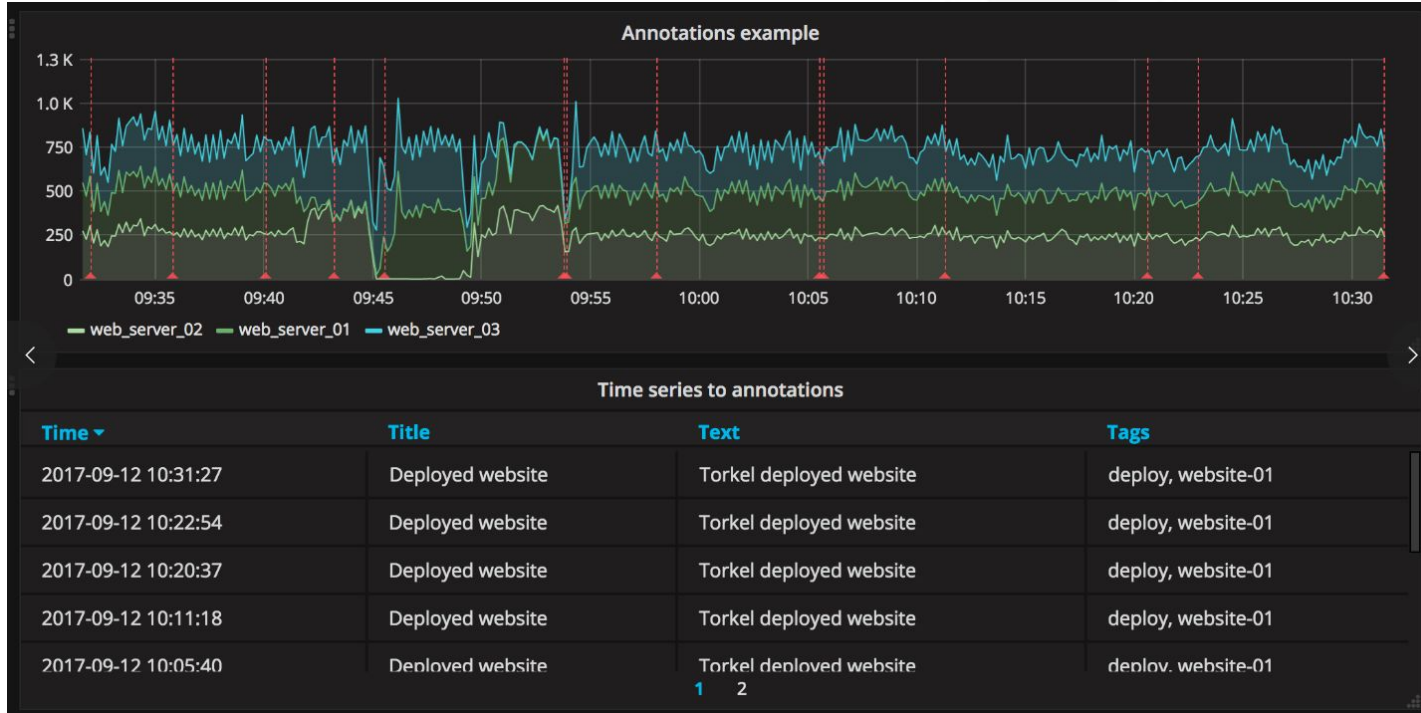 Annotations example
1.3 K
1.0 K
750
500
250
0
09:35 09:40 09:45 09:50 09:55 10:00 10:05 10:10 10:15 10:20 10:25 10:30
web_server_02 web_server_01 web_server_03
Time series to annotations
Time Title Text Tags
2017-09-12 10:31:27 Deployed website Torkel deployed website deploy, website-01
2017-09-12 10:22:54 Deployed website Torkel deployed website deploy, website-01
2017-09-12 10:20:37 Deployed website Torkel deployed website deploy, website-01
2017-09-12 10:11:18 Deployed website Torkel deployed website deploy, website-01
2017-09-12 10:05:40 Deployed website Torkel deployed website deploy, website-01
1 2